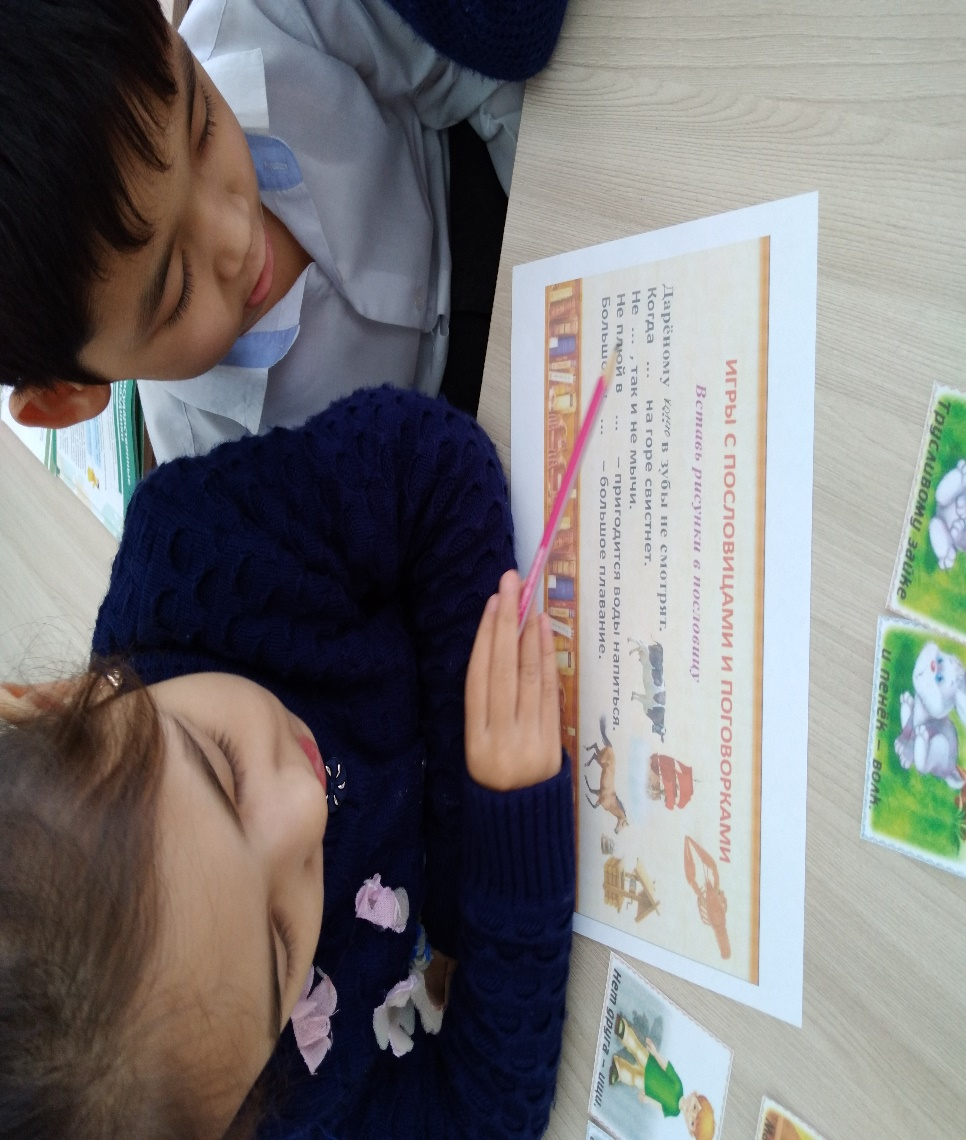 ИГРЫ С ПОСЛОВИЦАМИ И ПОГОВОРКАМИ
Вставь рисунки в пословицу
Дарёному коню в зубы не смотрят.
Когда ... на горе свистнет.
Не ... , так и не мычи.
Не плюй в ... – пригодится воды напиться.
... – большое плавание.
Трусливому зайке
и пенёк – волк.
Нет друга – ищи,